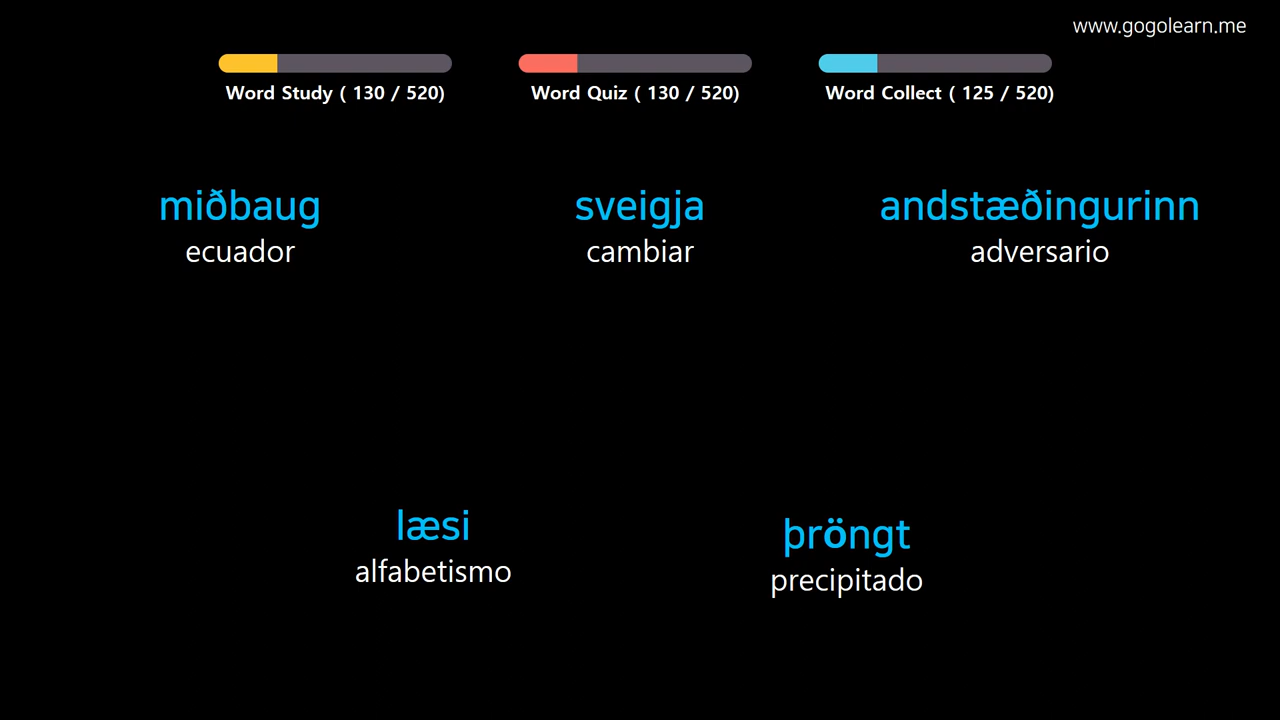 www.gogolearn.me
Word Study ( 130 / 520)
Word Quiz ( 130 / 520)
Word Collect ( 125 / 520)
miðbaug
ecuador
sveigja
cambiar
andstæðingurinn
adversario
læsi
alfabetismo
þröngt
precipitado